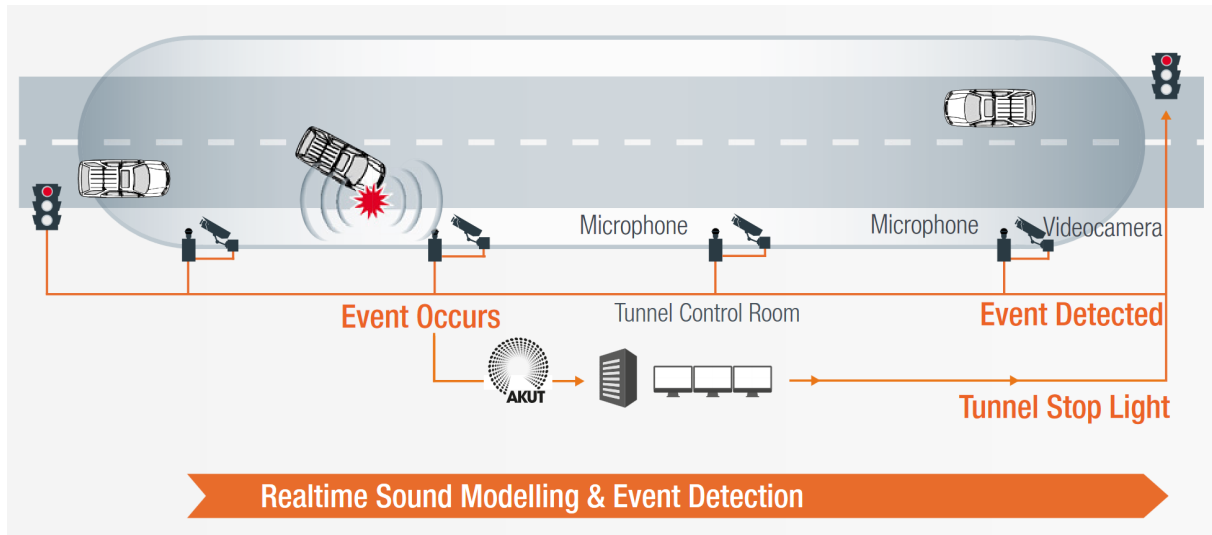 Microphone
Microphone
Videocamera
Event Occurs
Tunnel Control Room
Event Detected
AKUT
Tunnel Stop Light
Realtime Sound Modelling & Event Detection